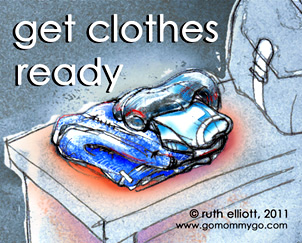 get clothes
ready
© ruth elliott, 2011
www.gomommygo.com